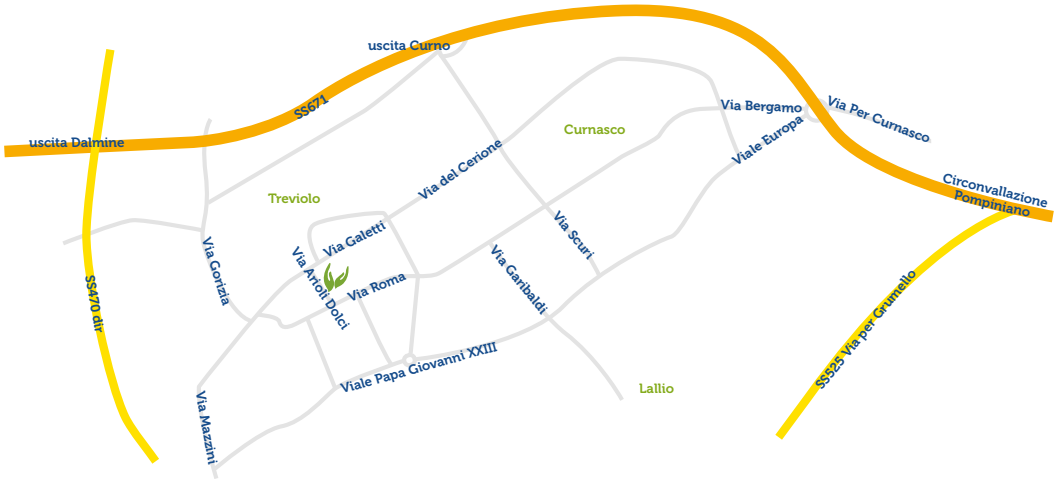 uscita Curno
SS671
Via Bergamo
Via Per Curnasco
Curnasco
Viale Europa
uscita Dalmine
Via del Cerione
Circonvallazione
Pompiniano
Treviolo
Via Galetti
Via Scuri
Via Gorizia
Via Arioli Dolci
Via Roma
Via Garibaldi
SS470 dir
SS525 Via per Grumello
Viale Papa Giovanni XXIII
Lallio
Via Mazzini